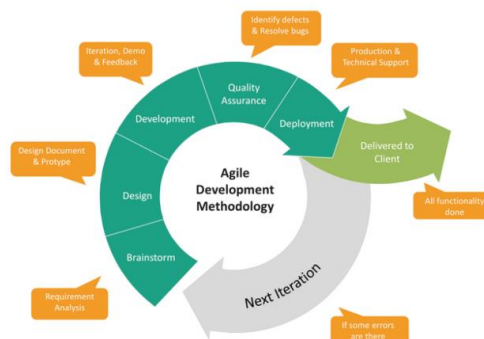 Identify defects
& Resolve bugs
Iteration, Demo
& Feedback
Production &
Technical Support
Quality
Assurance
Development
Deployment
Delivered to
Client
Design Document
& Protype
Agile
Development
Methodology
Design
All functionality
done
Brainstorm
Requirement
Analysis
Next Iteration
If some errors
are there